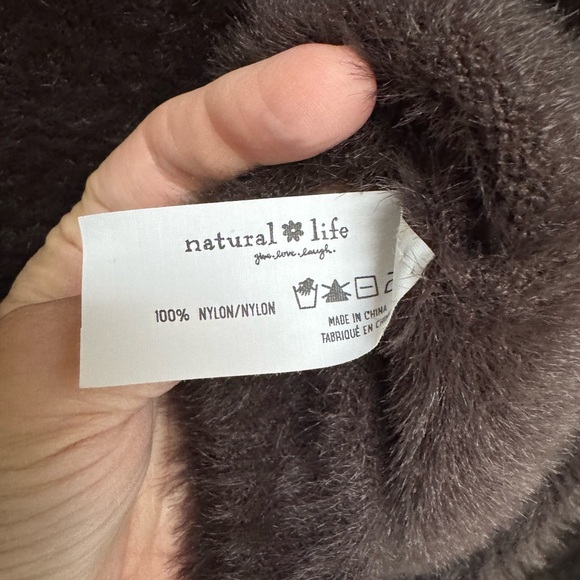 natural life
give.love.laugh.
100% NYLON/NYLON
MADE IN CHINA
FABRIQUÉ EN